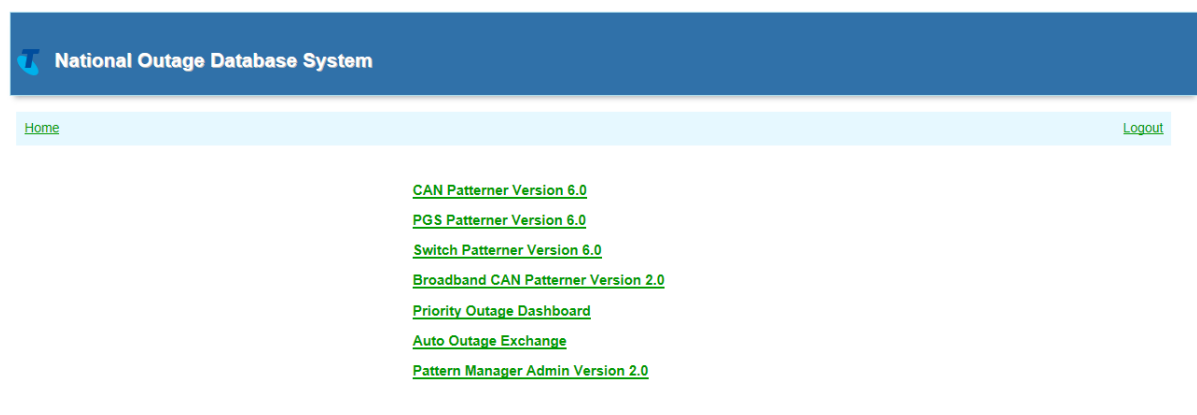 National Outage Database System
Home
Logout
CAN Patterner Version 6.0
PGS Patterner Version 6.0
Switch Patterner Version 6.0
Broadband CAN Patterner Version 2.0
Priority Outage Dashboard
Auto Outage Exchange
Pattern Manager Admin Version 2.0